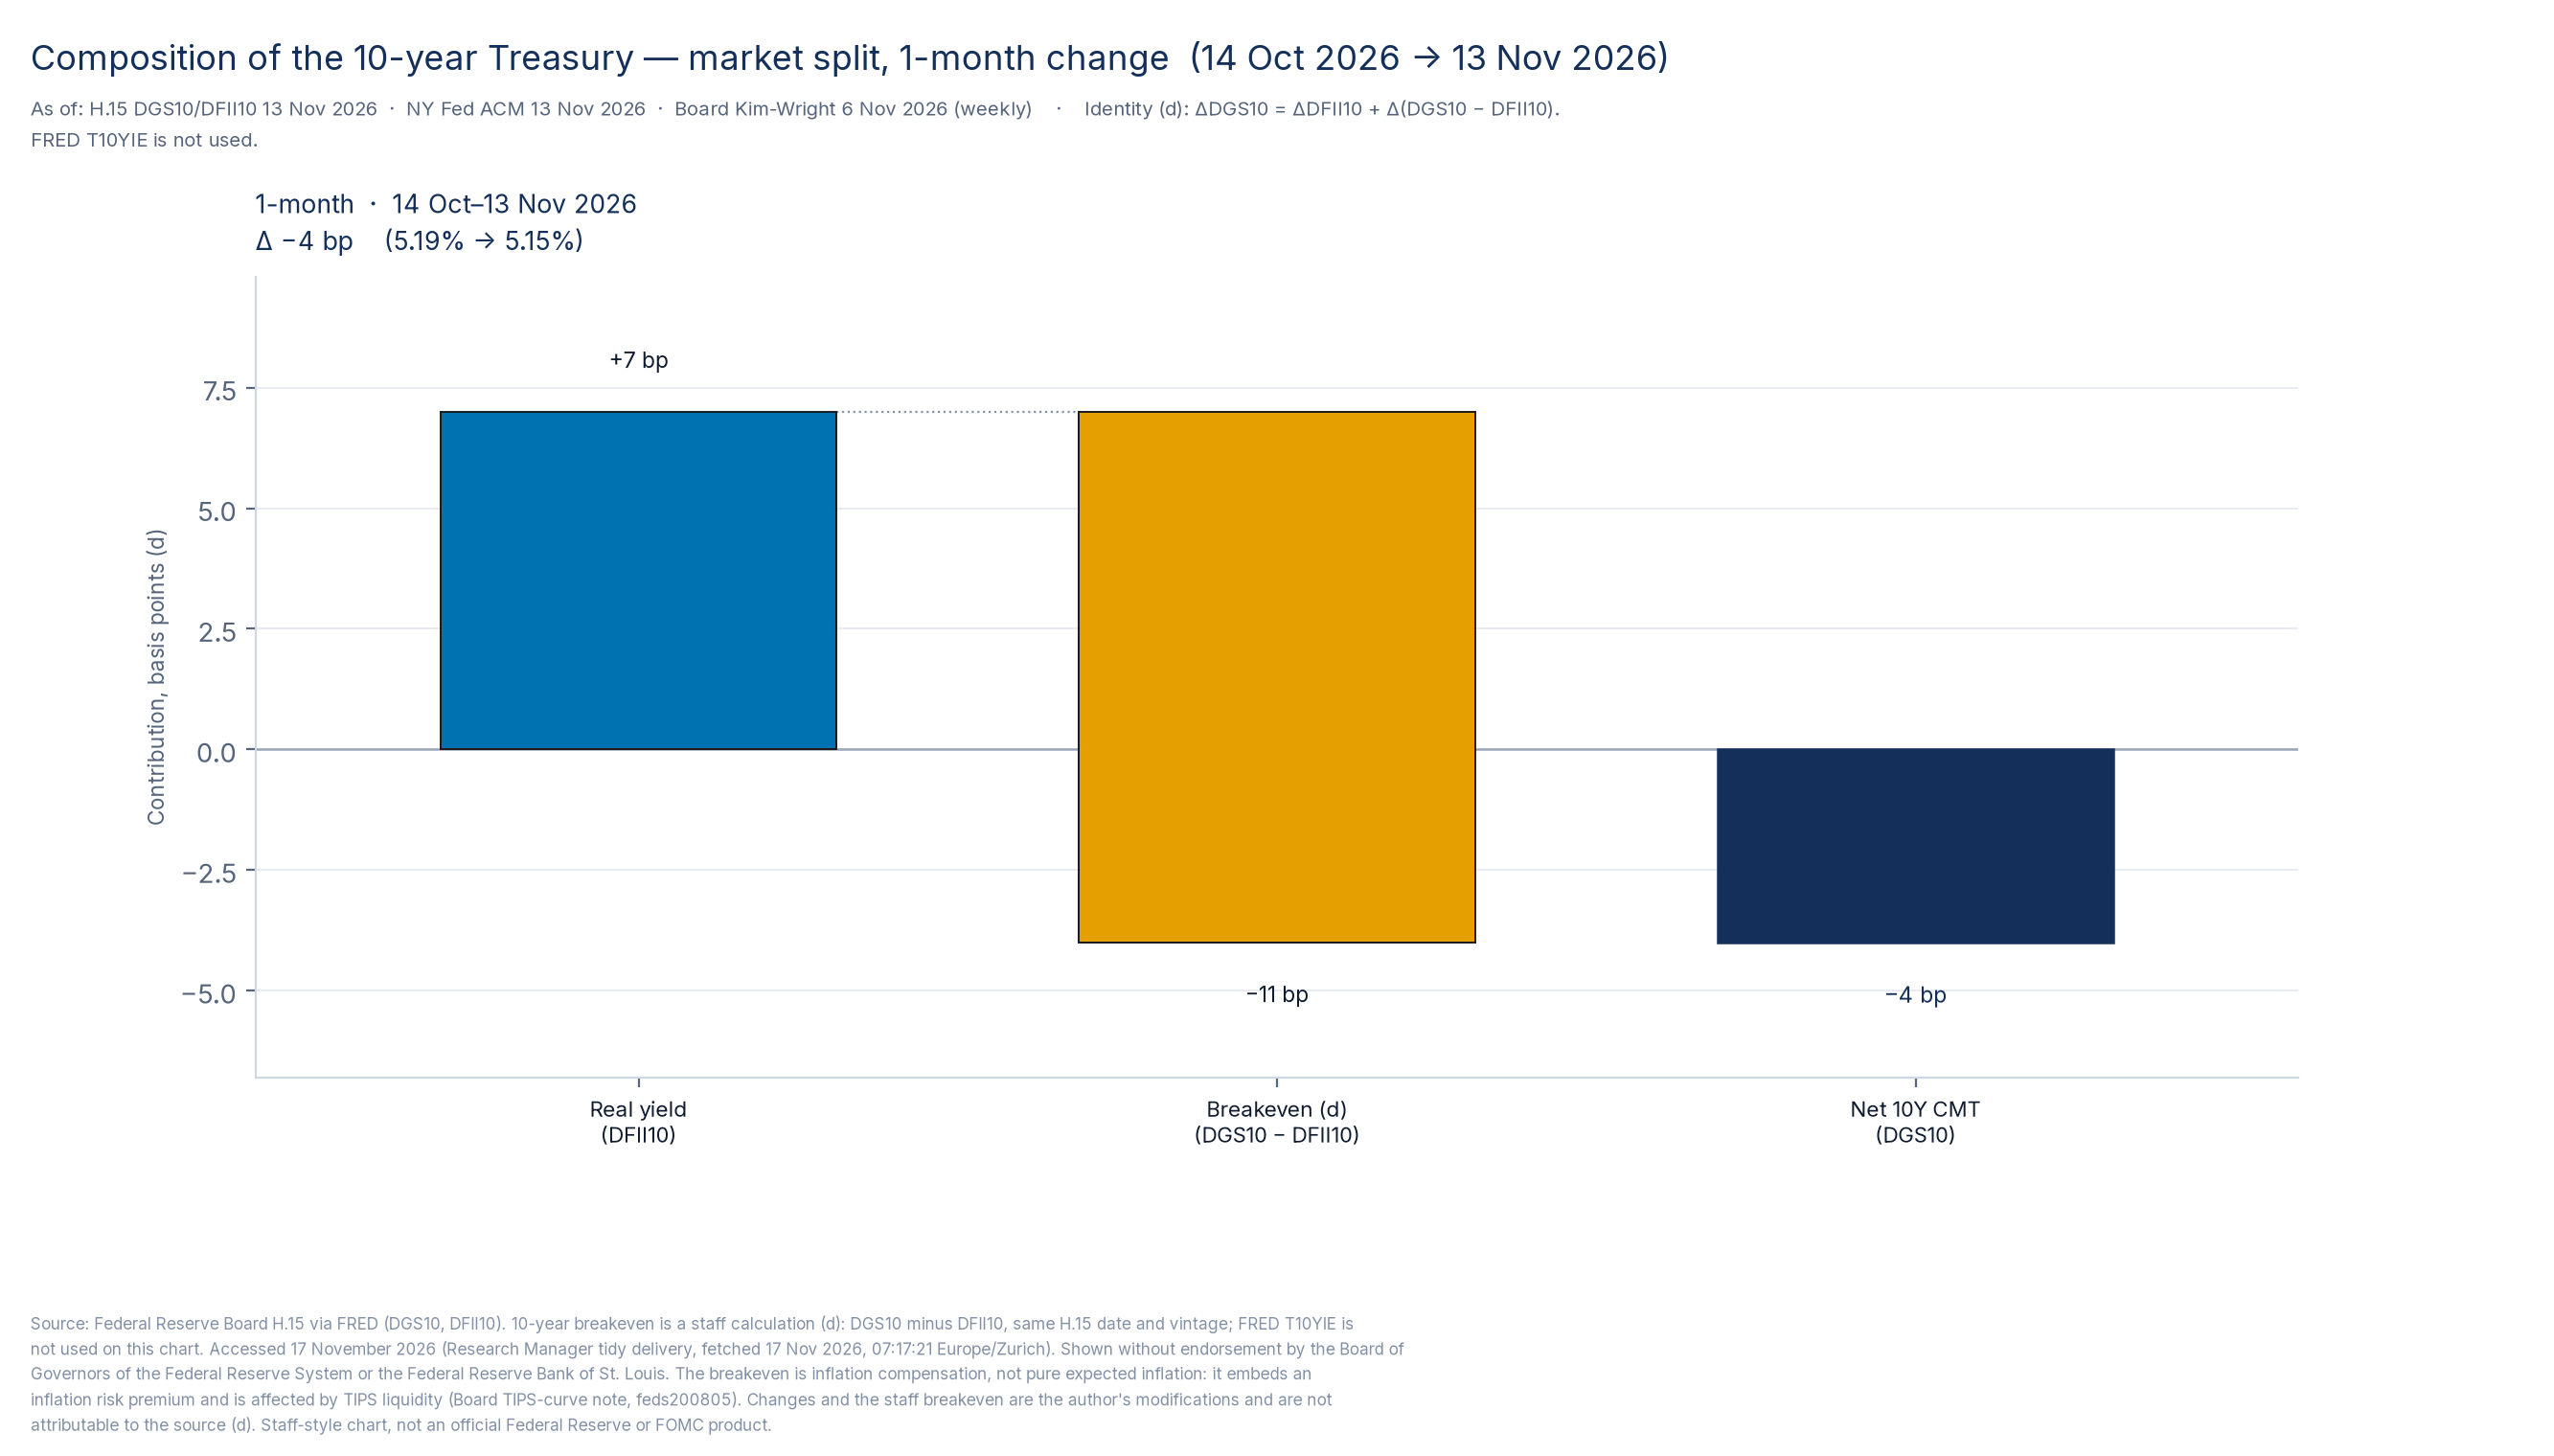 Composition of the 10-year Treasury — market split, 1-month change (14 Oct 2026 → 13 Nov 2026)
As of: H.15 DGS10/DFII10 13 Nov 2026 · NY Fed ACM 13 Nov 2026 · Board Kim-Wright 6 Nov 2026 (weekly) · Identity (d): ΔDGS10 = ΔDFII10 + Δ(DGS10 − DFII10).
FRED T10YIE is not used.
1-month · 14 Oct–13 Nov 2026
Δ −4 bp (5.19% → 5.15%)
Contribution, basis points (d)
7.5
5.0
2.5
0.0
−2.5
−5.0
+7 bp
−11 bp
−4 bp
Real yield
(DFII10)
Breakeven (d)
(DGS10 − DFII10)
Net 10Y CMT
(DGS10)
Source: Federal Reserve Board H.15 via FRED (DGS10, DFII10). 10-year breakeven is a staff calculation (d): DGS10 minus DFII10, same H.15 date and vintage; FRED T10YIE is
not used on this chart. Accessed 17 November 2026 (Research Manager tidy delivery, fetched 17 Nov 2026, 07:17:21 Europe/Zurich). Shown without endorsement by the Board of
Governors of the Federal Reserve System or the Federal Reserve Bank of St. Louis. The breakeven is inflation compensation, not pure expected inflation: it embeds an
inflation risk premium and is affected by TIPS liquidity (Board TIPS-curve note, feds200805). Changes and the staff breakeven are the author's modifications and are not
attributable to the source (d). Staff-style chart, not an official Federal Reserve or FOMC product.